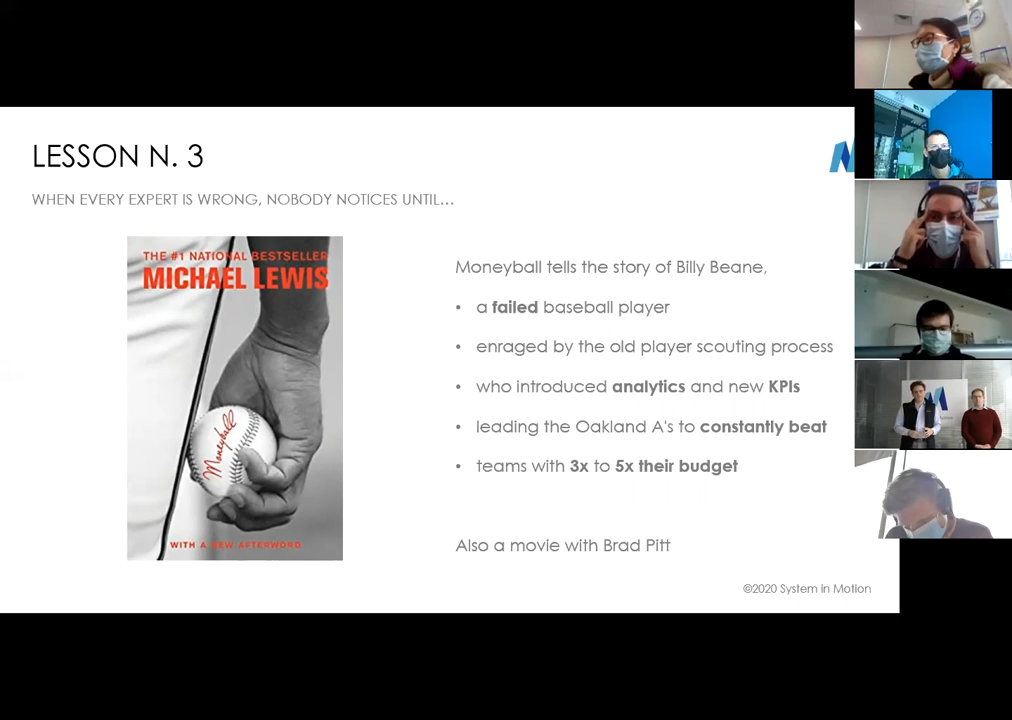 LESSON N. 3
WHEN EVERY EXPERT IS WRONG, NOBODY NOTICES UNTIL...
THE #1 NATIONAL BESTSELLER
MICHAEL LEWIS
Moneyball
WITH A NEW AFTERWORD
Moneyball tells the story of Billy Beane,
• a failed baseball player
• enraged by the old player scouting process
• who introduced analytics and new KPIs
• leading the Oakland A's to constantly beat
• teams with 3x to 5x their budget
Also a movie with Brad Pitt
©2020 System in Motion